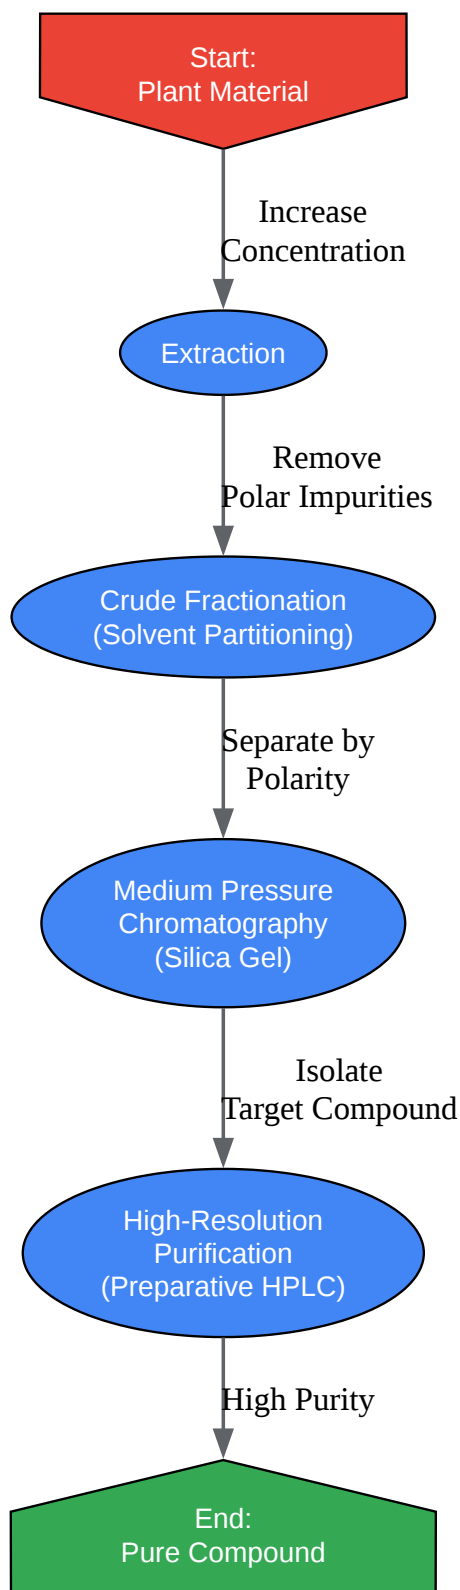 Start:
Plant Material
Increase
Concentration
Extraction
Remove
Polar Impurities
Crude Fractionation
(Solvent Partitioning)
Separate by
Polarity
Medium Pressure
Chromatography
(Silica Gel)
Isolate
Target Compound
High-Resolution
Purification
(Preparative HPLC)
High Purity
End:
Pure Compound